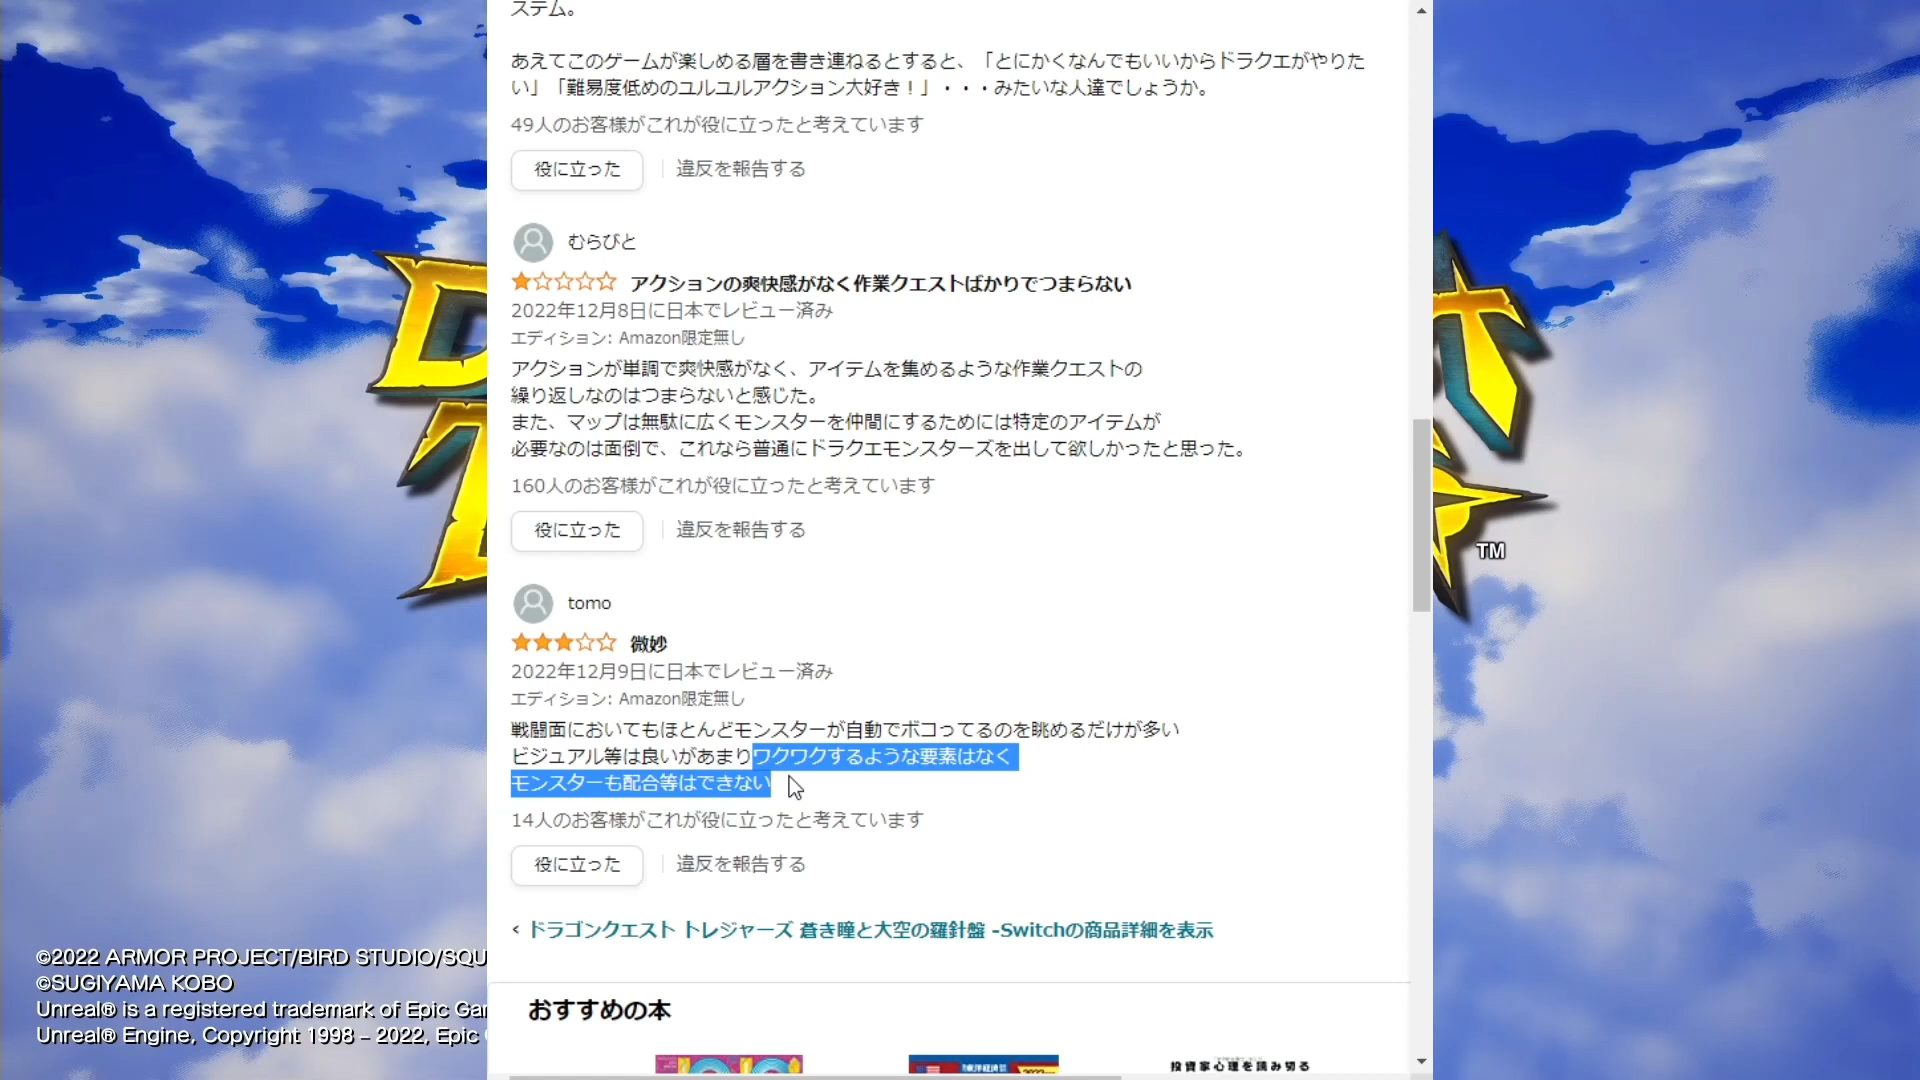 ステム。
あえてこのゲームが楽しめる層を書き連ねるとすると、「とにかくなんでもいいからドラクエがやりた
い」「難易度低めのユルユルアクション大好き！」・・・みたいな人達でしょうか。
49人のお客様がこれが役に立ったと考えています
役に立った
違反を報告する
むらびと
アクションの爽快感がなく作業クエストばかりでつまらない
2022年12月8日に日本でレビュー済み
エディション: Amazon限定無し
アクションが単調で爽快感がなく、アイテムを集めるような作業クエストの
繰り返しなのはつまらないと感じた。
また、マップは無駄に広くモンスターを仲間にするためには特定のアイテムが
必要なのは面倒で、これなら普通にドラクエモンスターズを出して欲しかったと思った。
160人のお客様がこれが役に立ったと考えています
役に立った
違反を報告する
TM
tomo
微妙
2022年12月9日に日本でレビュー済み
エディション: Amazon限定無し
戦闘面においてもほとんどモンスターが自動でボコってるのを眺めるだけが多い
ビジュアル等は良いがあまりワクワクするような要素はなく
モンスターも配合等はできない
14人のお客様がこれが役に立ったと考えています
役に立った
違反を報告する
‹ ドラゴンクエスト トレジャーズ 蒼き瞳と大空の羅針盤 -Switchの商品詳細を表示
©2022 ARMOR PROJECT/BIRD STUDIO/SQU
©SUGIYAMA KOBO
Unreal® is a registered trademark of Epic Gar
Unreal® Engine, Copyright 1998 – 2022, Epic
おすすめの本
投資家心理を読み切る